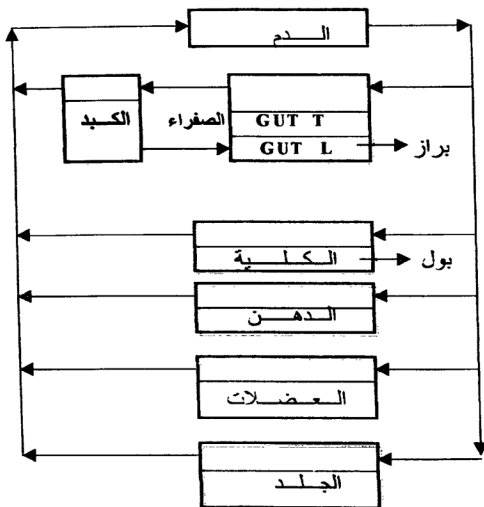 الدم
الكبد
الصفراء
GUT T
GUT L
براز
الكلية
بول
الدهن
العضلات
الجلد